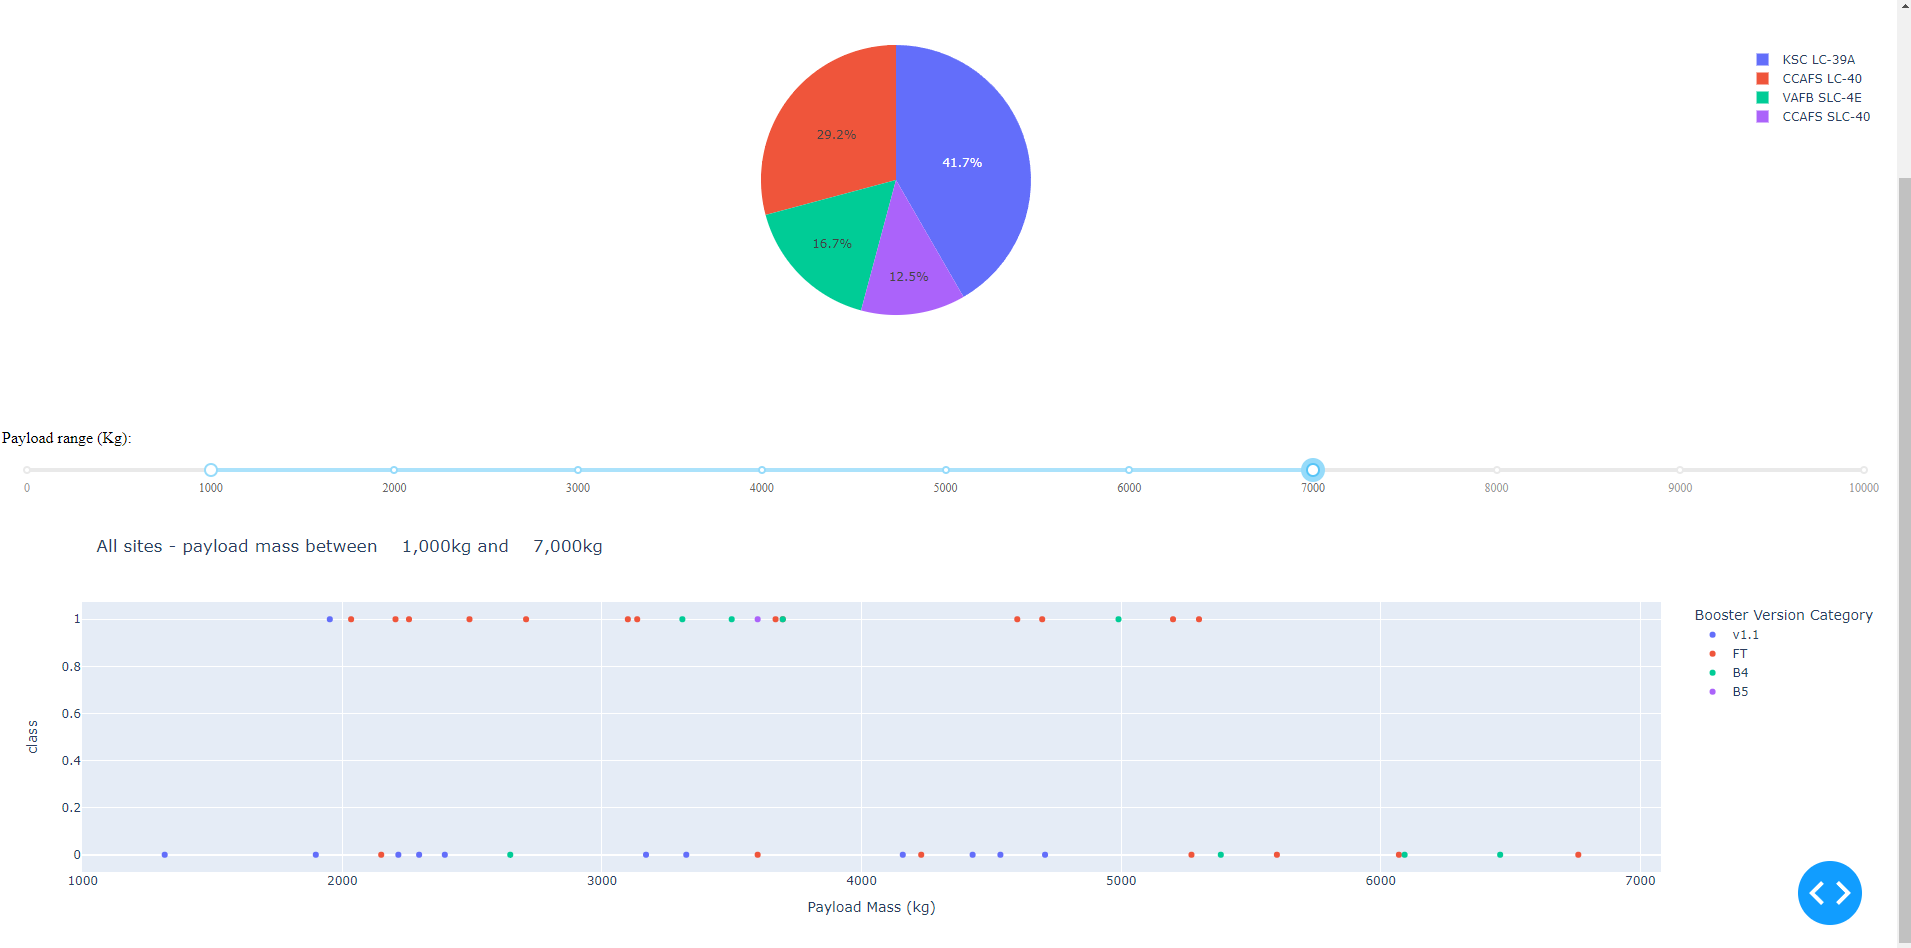 KSC LC-39A
CCAFS LC-40
VAFB SLC-4E
CCAFS SLC-40
29.2%
41.7%
16.7%
12.5%
Payload range (Kg):
0 1000 2000 3000 4000 5000 6000 7000 8000 9000 10000
All sites - payload mass between 1,000kg and 7,000kg
Booster Version Category
v1.1
FT
B4
B5
1
0.8
0.6
0.4
0.2
0
class
1000 2000 3000 4000 5000 6000 7000
Payload Mass (kg)